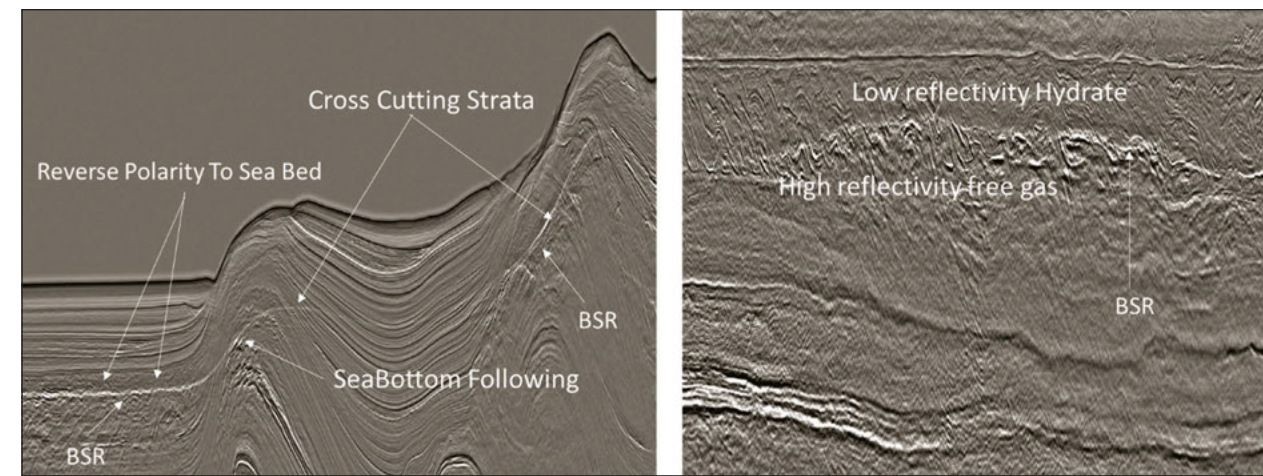 Cross Cutting Strata
Reverse Polarity To Sea Bed
BSR
SeaBottom Following
BSR
Low reflectivity Hydrate
High reflectivity free gas
BSR